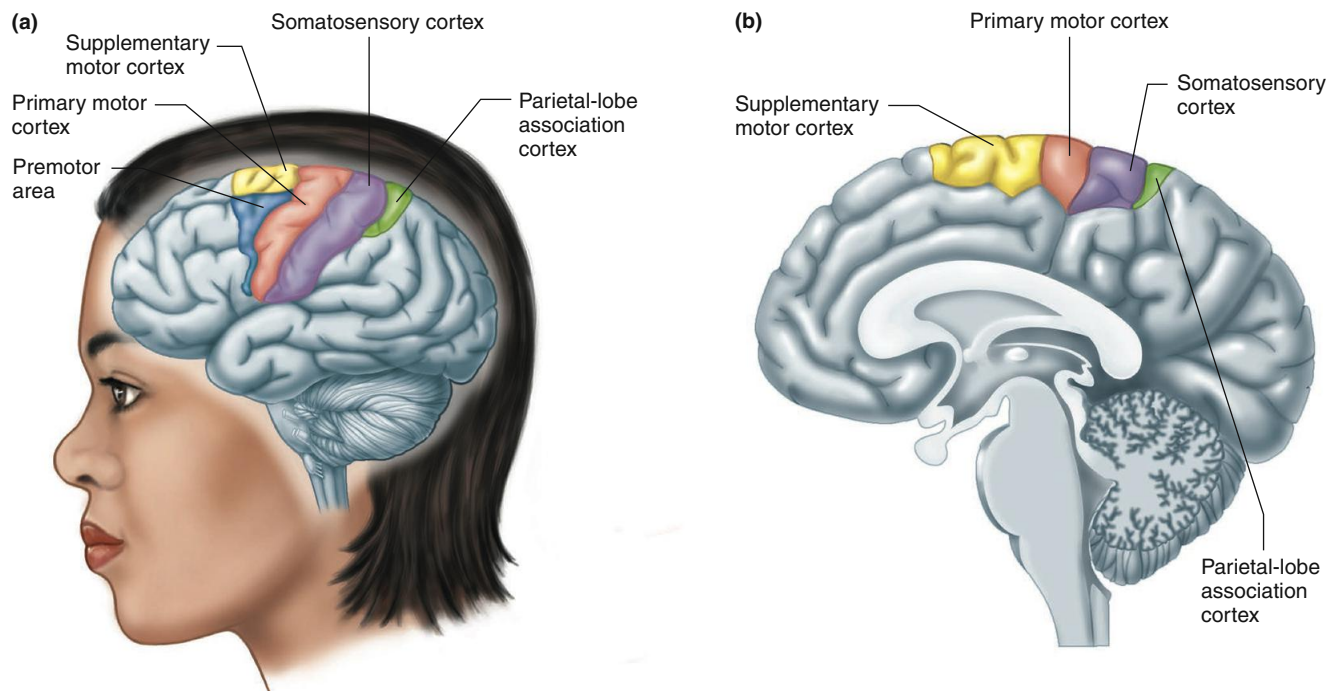 (a)
Somatosensory cortex
Supplementary
motor cortex
Primary motor
cortex
Premotor
area
Parietal-lobe
association
cortex
(b)
Primary motor cortex
Supplementary
motor cortex
Somatosensory
cortex
Parietal-lobe
association
cortex